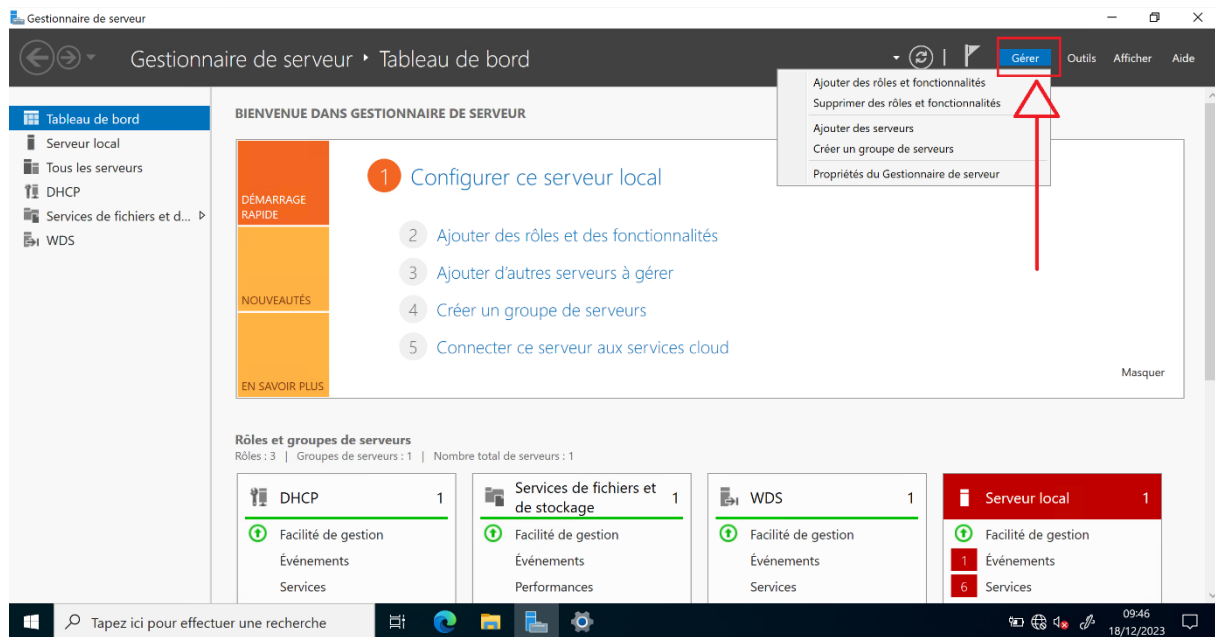 Gestionnaire de serveur
Gestionnaire de serveur ‣ Tableau de bord
Gérer
Outils
Afficher
Aide
Ajouter des rôles et fonctionnalités
Supprimer des rôles et fonctionnalités
Ajouter des serveurs
Créer un groupe de serveurs
Propriétés du Gestionnaire de serveur
Tableau de bord
Serveur local
Tous les serveurs
DHCP
Services de fichiers et d...
WDS
BIENVENUE DANS GESTIONNAIRE DE SERVEUR
DÉMARRAGE
RAPIDE
NOUVEAUTÉS
EN SAVOIR PLUS
1 Configurer ce serveur local
2 Ajouter des rôles et des fonctionnalités
3 Ajouter d’autres serveurs à gérer
4 Créer un groupe de serveurs
5 Connecter ce serveur aux services cloud
Masquer
Rôles et groupes de serveurs
Rôles : 3 | Groupes de serveurs : 1 | Nombre total de serveurs : 1
DHCP 1
Facilité de gestion
Événements
Services
Services de fichiers et
de stockage 1
Facilité de gestion
Événements
Performances
WDS 1
Facilité de gestion
Événements
Services
Serveur local 1
Facilité de gestion
1 Événements
6 Services
Tapez ici pour effectuer une recherche
09:46
18/12/2023